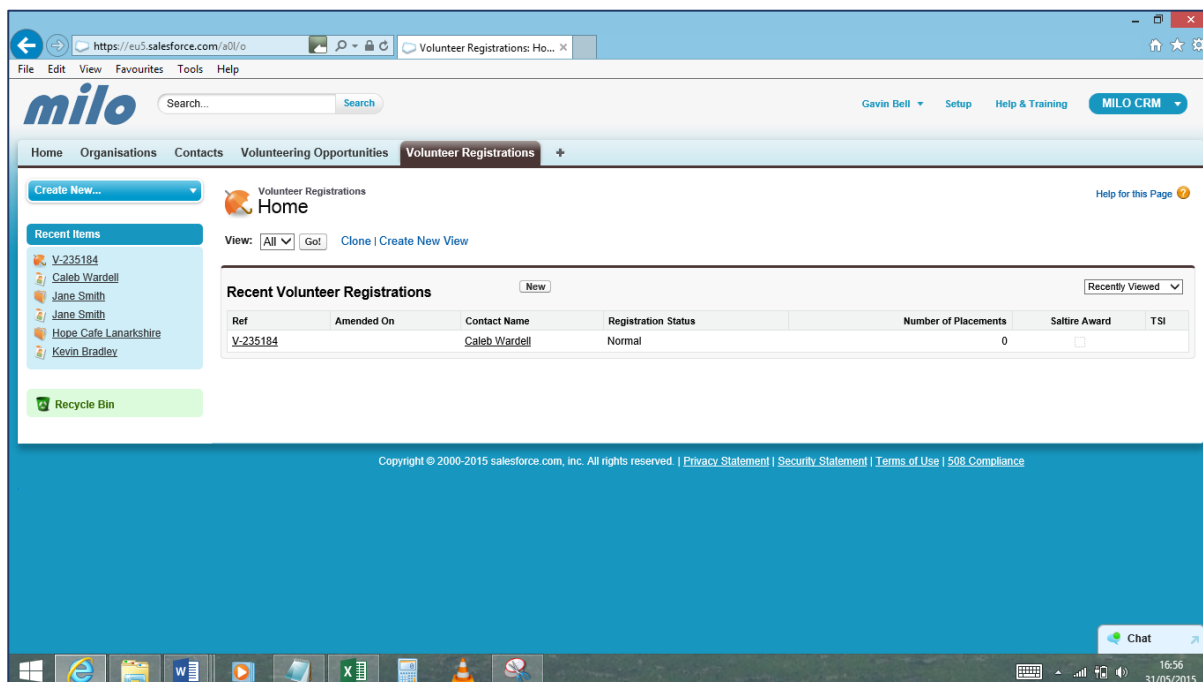 https://eu5.salesforce.com/a0I/o
Volunteer Registrations: Ho... ×
File Edit View Favourites Tools Help
milo
Search...
Search
Gavin Bell
Setup
Help & Training
MILO CRM
Home
Organisations
Contacts
Volunteering Opportunities
Volunteer Registrations
+
Create New...
Recent Items
V-235184
Caleb Wardell
Jane Smith
Jane Smith
Hope Cafe Lanarkshire
Kevin Bradley
Recycle Bin
Volunteer Registrations
Home
Help for this Page
View: All Go! Clone | Create New View
Recent Volunteer Registrations
New
Recently Viewed
Ref Amended On Contact Name Registration Status Number of Placements Saltire Award TSI
V-235184 Caleb Wardell Normal 0
Copyright © 2000-2015 salesforce.com, inc. All rights reserved. | Privacy Statement | Security Statement | Terms of Use | 508 Compliance
Chat
16:56
31/05/2015